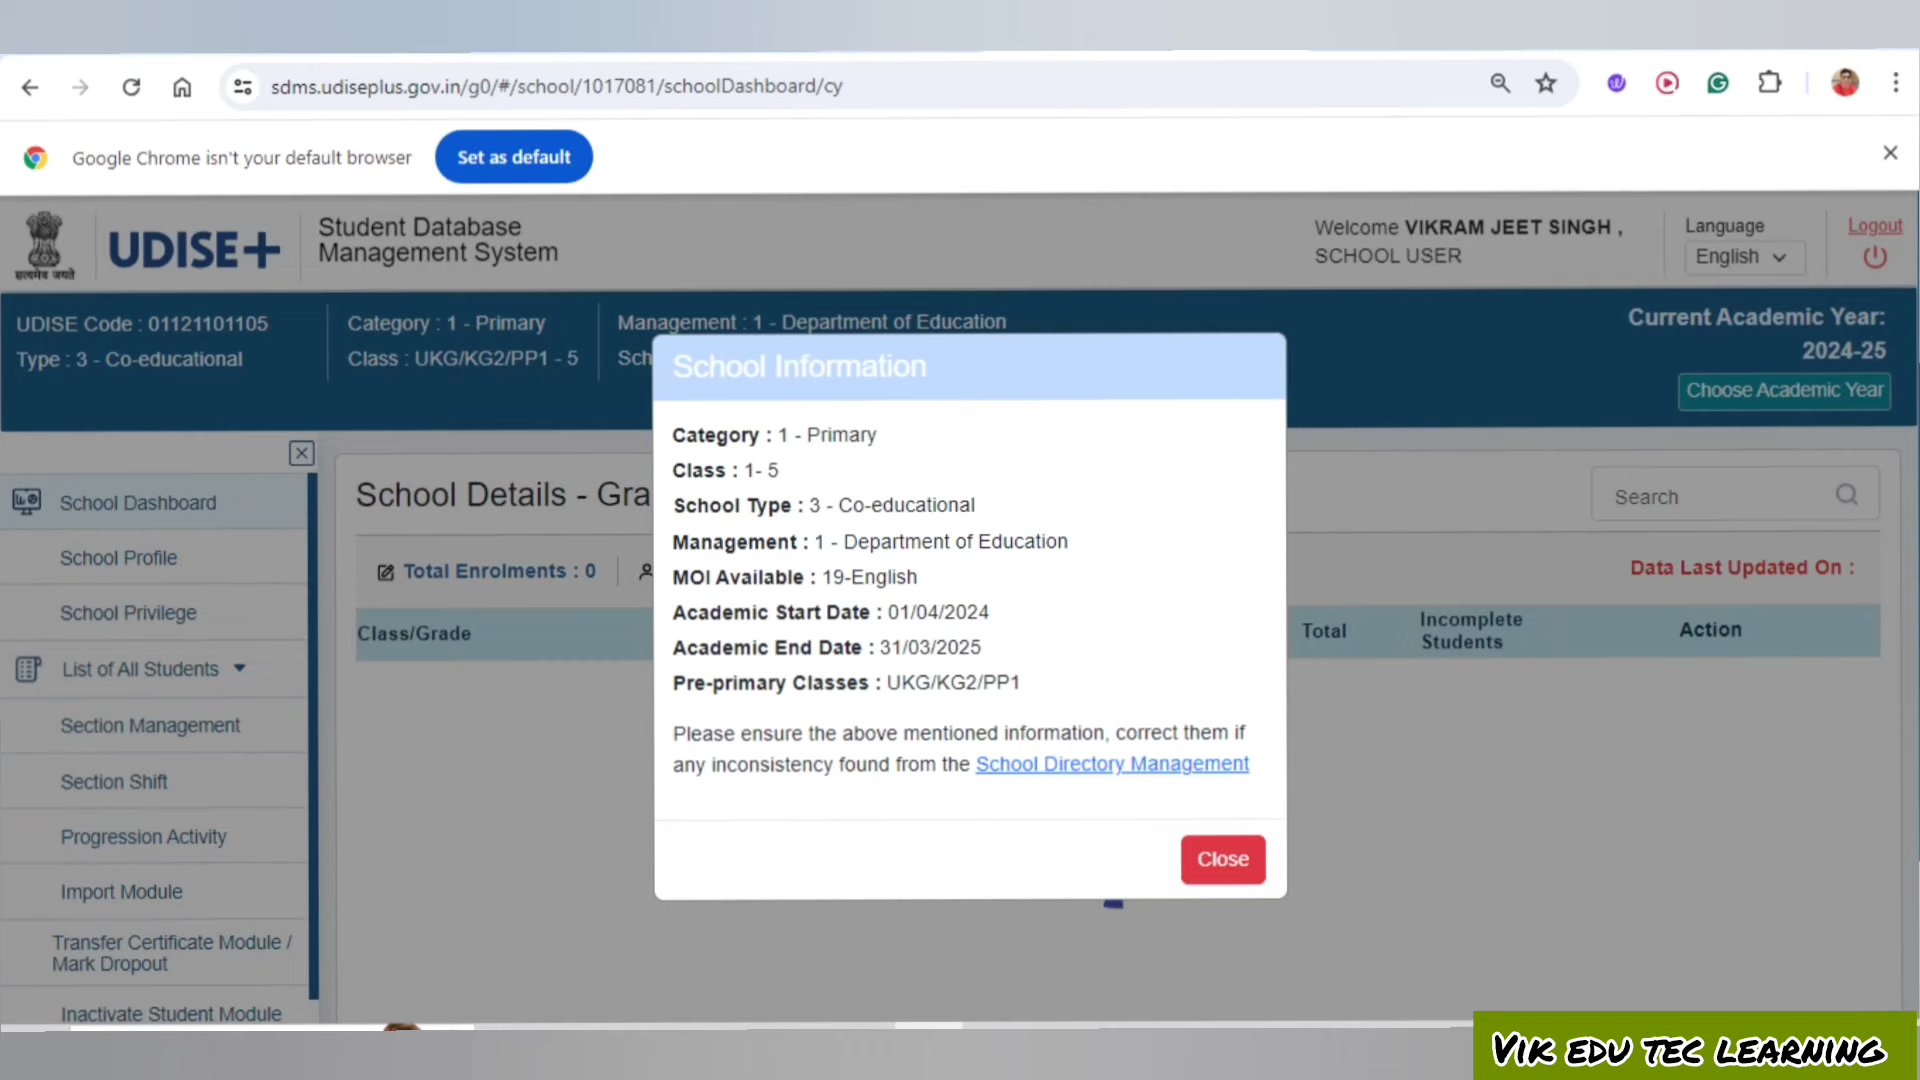 sdms.udiseplus.gov.in/g0/#/school/1017081/schoolDashboard/cy
Google Chrome isn't your default browser
Set as default
सत्यमेव जयते
UDISE+
Student Database
Management System
Welcome VIKRAM JEET SINGH ,
SCHOOL USER
Language
English
Logout
UDISE Code : 01121101105
Type : 3 - Co-educational
Category : 1 - Primary
Class : UKG/KG2/PP1 - 5
Management : 1 - Department of Education
Sch
Current Academic Year:
2024-25
Choose Academic Year
School Dashboard
School Profile
School Privilege
List of All Students
Section Management
Section Shift
Progression Activity
Import Module
Transfer Certificate Module /
Mark Dropout
Inactivate Student Module
School Details - Gra
Search
Total Enrolments : 0
Data Last Updated On :
Class/Grade
Total
Incomplete
Students
Action
School Information
Category : 1 - Primary
Class : 1- 5
School Type : 3 - Co-educational
Management : 1 - Department of Education
MOI Available : 19-English
Academic Start Date : 01/04/2024
Academic End Date : 31/03/2025
Pre-primary Classes : UKG/KG2/PP1
Please ensure the above mentioned information, correct them if
any inconsistency found from the School Directory Management
Close
VIK EDU TEC LEARNING